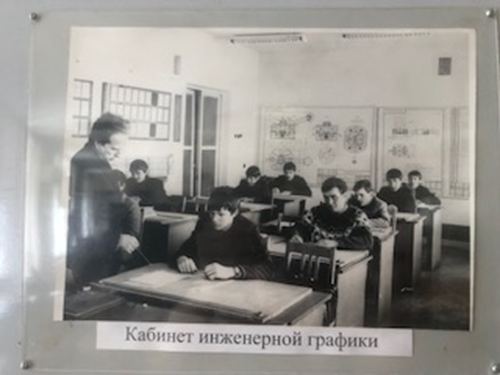 Кабинет инженерной графики